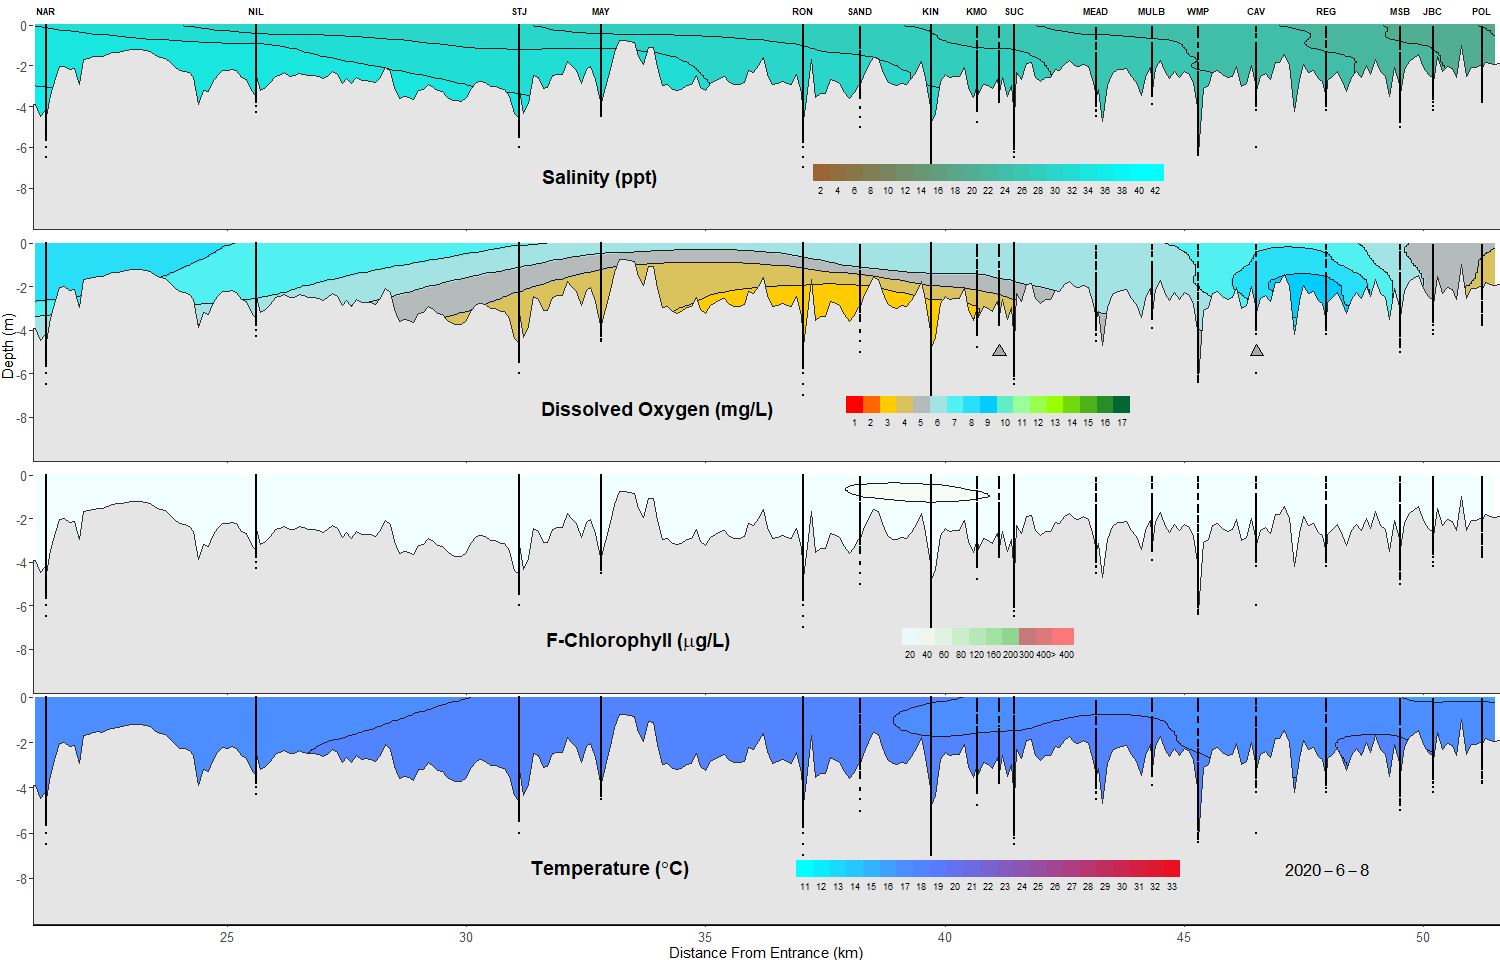 NAR NIL STJ MAY RON SAND KIN KMO SUC MEAD MULB WMP CAV REG MSB JBC POL
0
-2
-4
-6
-8
Salinity (ppt)
2 4 6 8 10 12 14 16 18 20 22 24 26 28 30 32 34 36 38 40 42
0
-2
-4
-6
-8
Depth (m)
Dissolved Oxygen (mg/L)
1 2 3 4 5 6 7 8 9 10 11 12 13 14 15 16 17
0
-2
-4
-6
-8
F-Chlorophyll (μg/L)
20 40 60 80 120 160 200 300 400 > 400
0
-2
-4
-6
-8
Temperature (°C)
11 12 13 14 15 16 17 18 19 20 21 22 23 24 25 26 27 28 29 30 31 32 33
2020 – 6 – 8
25 30 35 40 45 50
Distance From Entrance (km)